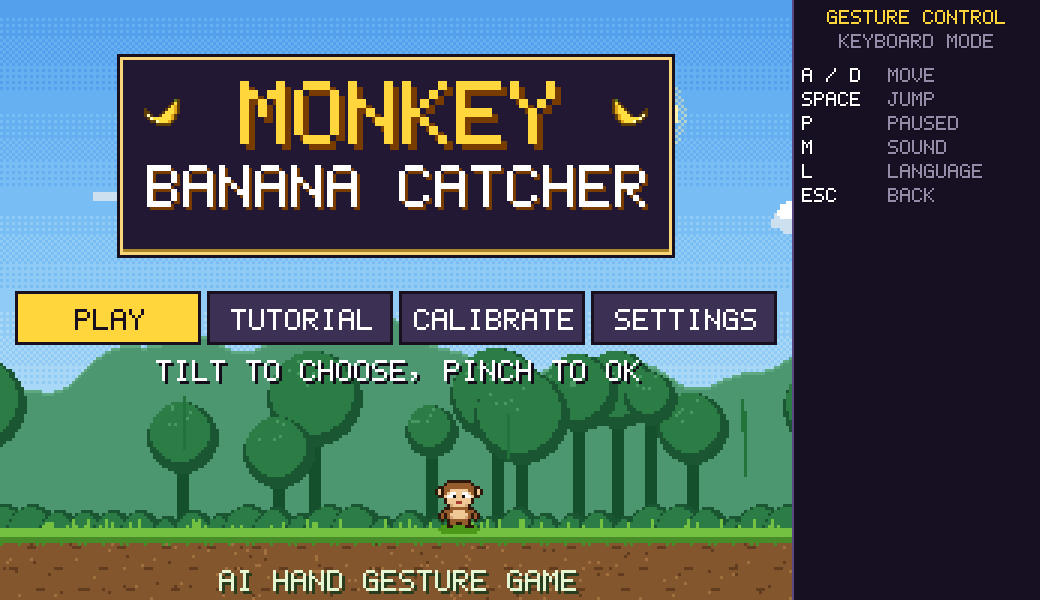 MONKEY
BANANA CATCHER
PLAY
TUTORIAL
CALIBRATE
SETTINGS
TILT TO CHOOSE, PINCH TO OK
AI HAND GESTURE GAME
GESTURE CONTROL
KEYBOARD MODE
A / D MOVE
SPACE JUMP
P PAUSED
M SOUND
L LANGUAGE
ESC BACK